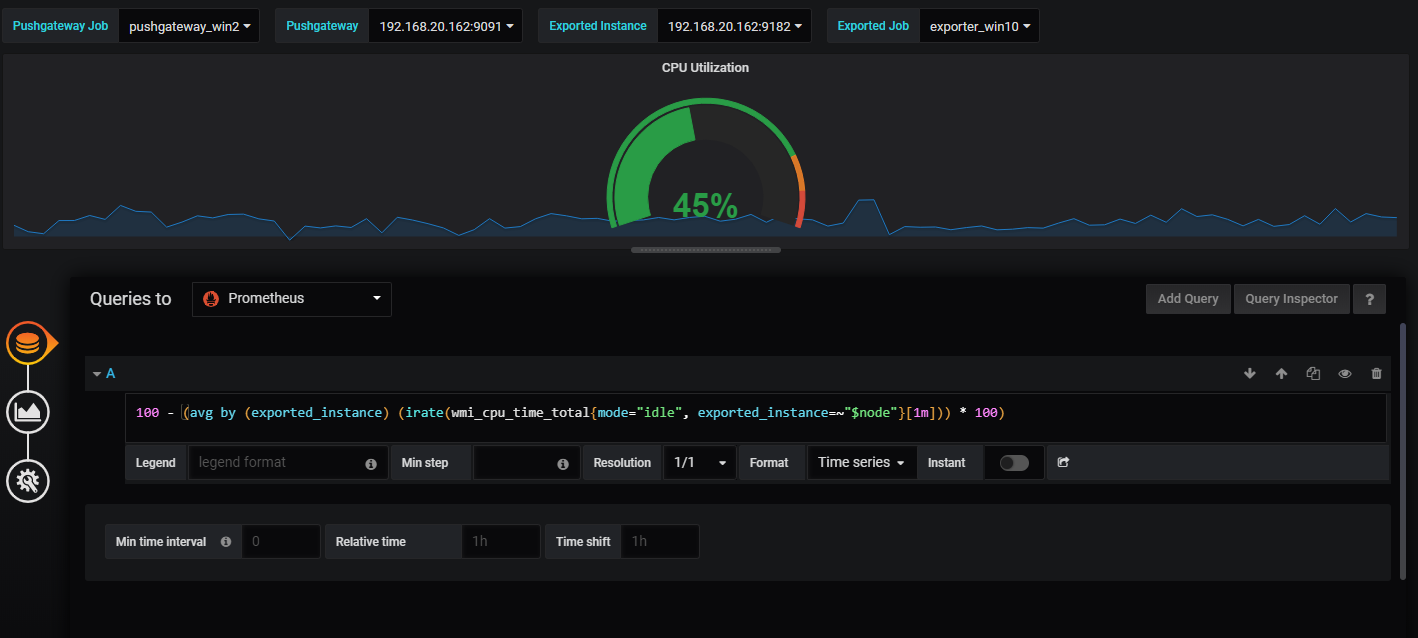 Pushgateway Job pushgateway_win2 Pushgateway 192.168.20.162:9091 Exported Instance 192.168.20.162:9182 Exported Job exporter_win10
CPU Utilization
45%
Queries to Prometheus Add Query Query Inspector ?
A
100 - (avg by (exported_instance) (irate(wmi_cpu_time_total{mode="idle", exported_instance=~"$node"}[1m])) * 100)
Legend legend format Min step Resolution 1/1 Format Time series Instant
Min time interval 0 Relative time 1h Time shift 1h